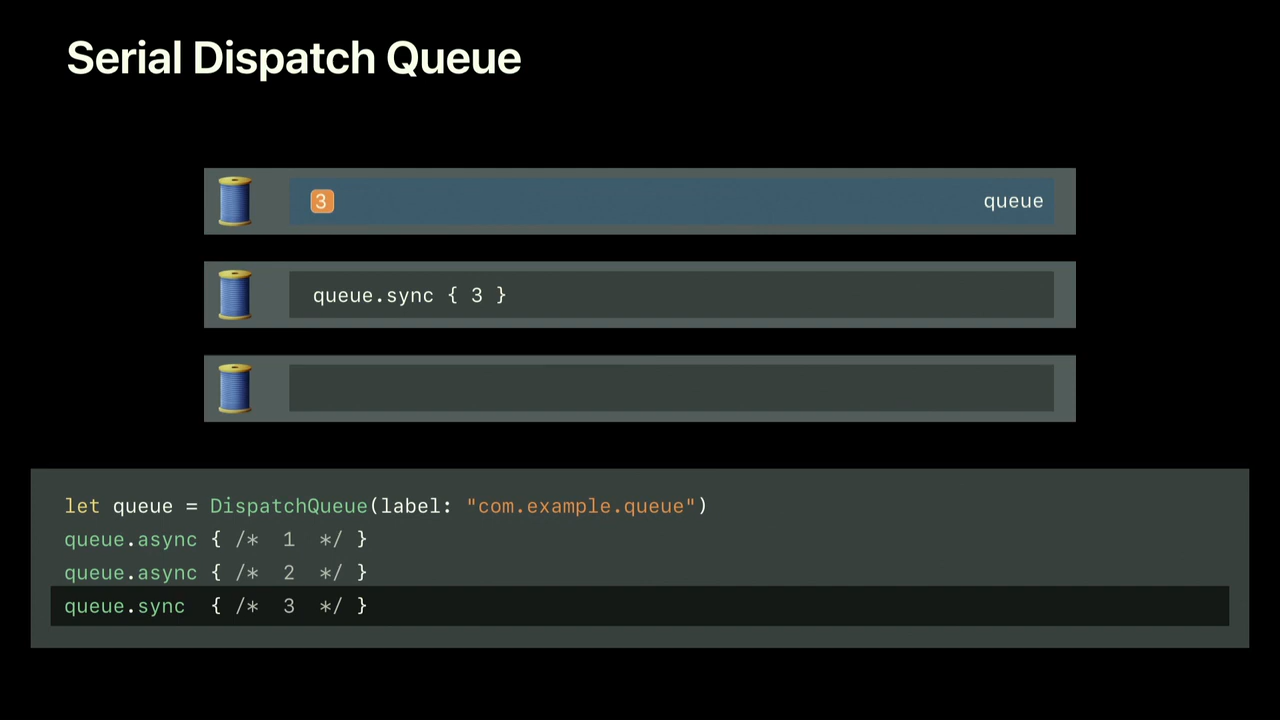 Serial Dispatch Queue
3 queue
queue.sync { 3 }
let queue = DispatchQueue(label: "com.example.queue")
queue.async { /*  1  */ }
queue.async { /*  2  */ }
queue.sync  { /*  3  */ }